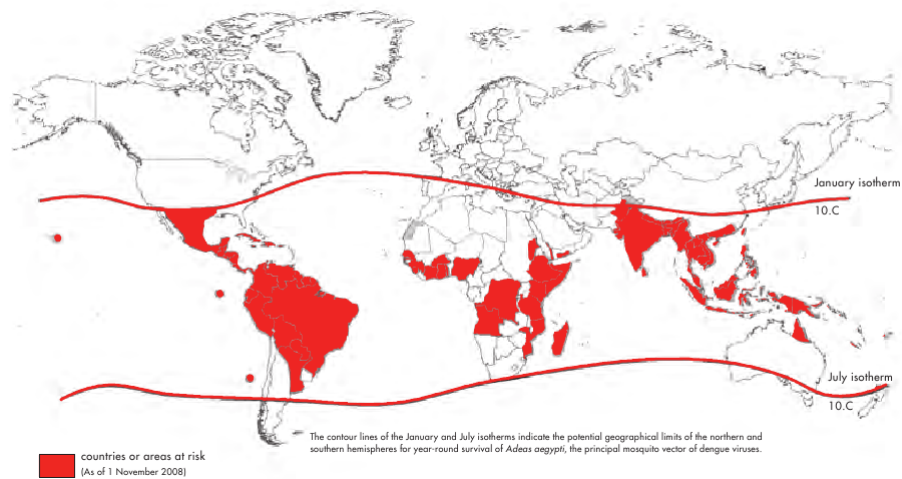 January isotherm
10.C
July isotherm
10.C
The contour lines of the January and July isotherms indicate the potential geographical limits of the northern and
southern hemispheres for year-round survival of Adeas aegypti, the principal mosquito vector of dengue viruses.
countries or areas at risk
(As of 1 November 2008)